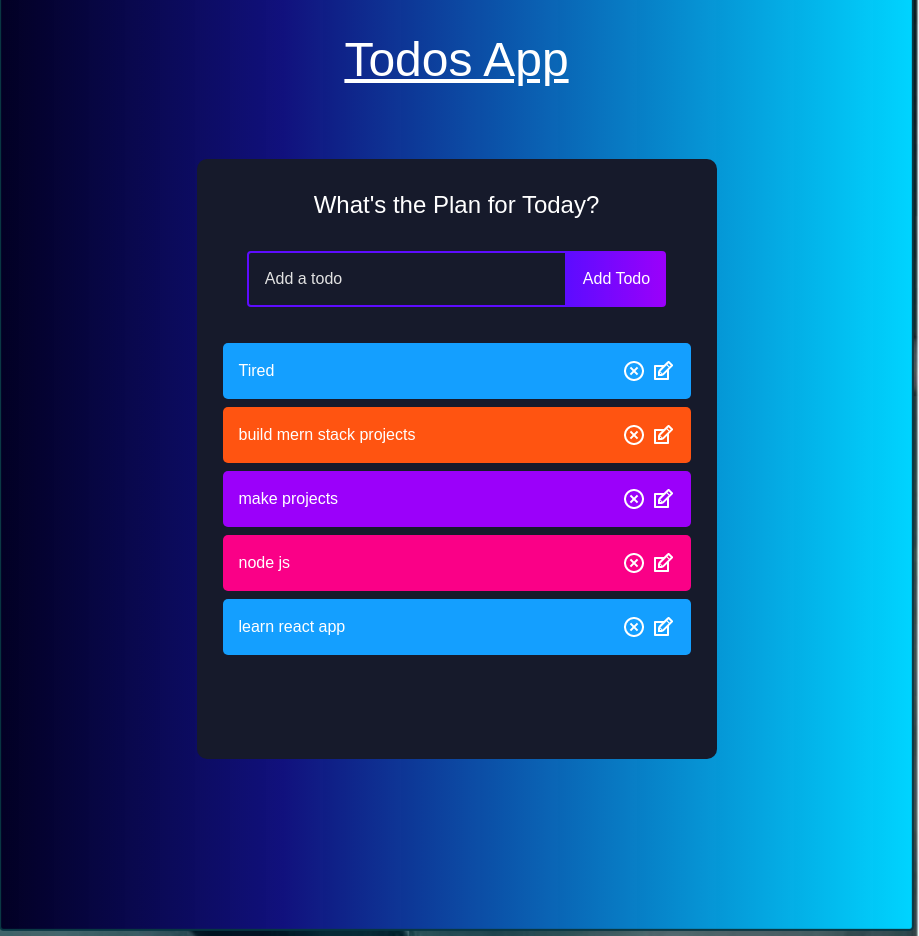 Todos App
What's the Plan for Today?
Add a todo
Add Todo
Tired
build mern stack projects
make projects
node js
learn react app